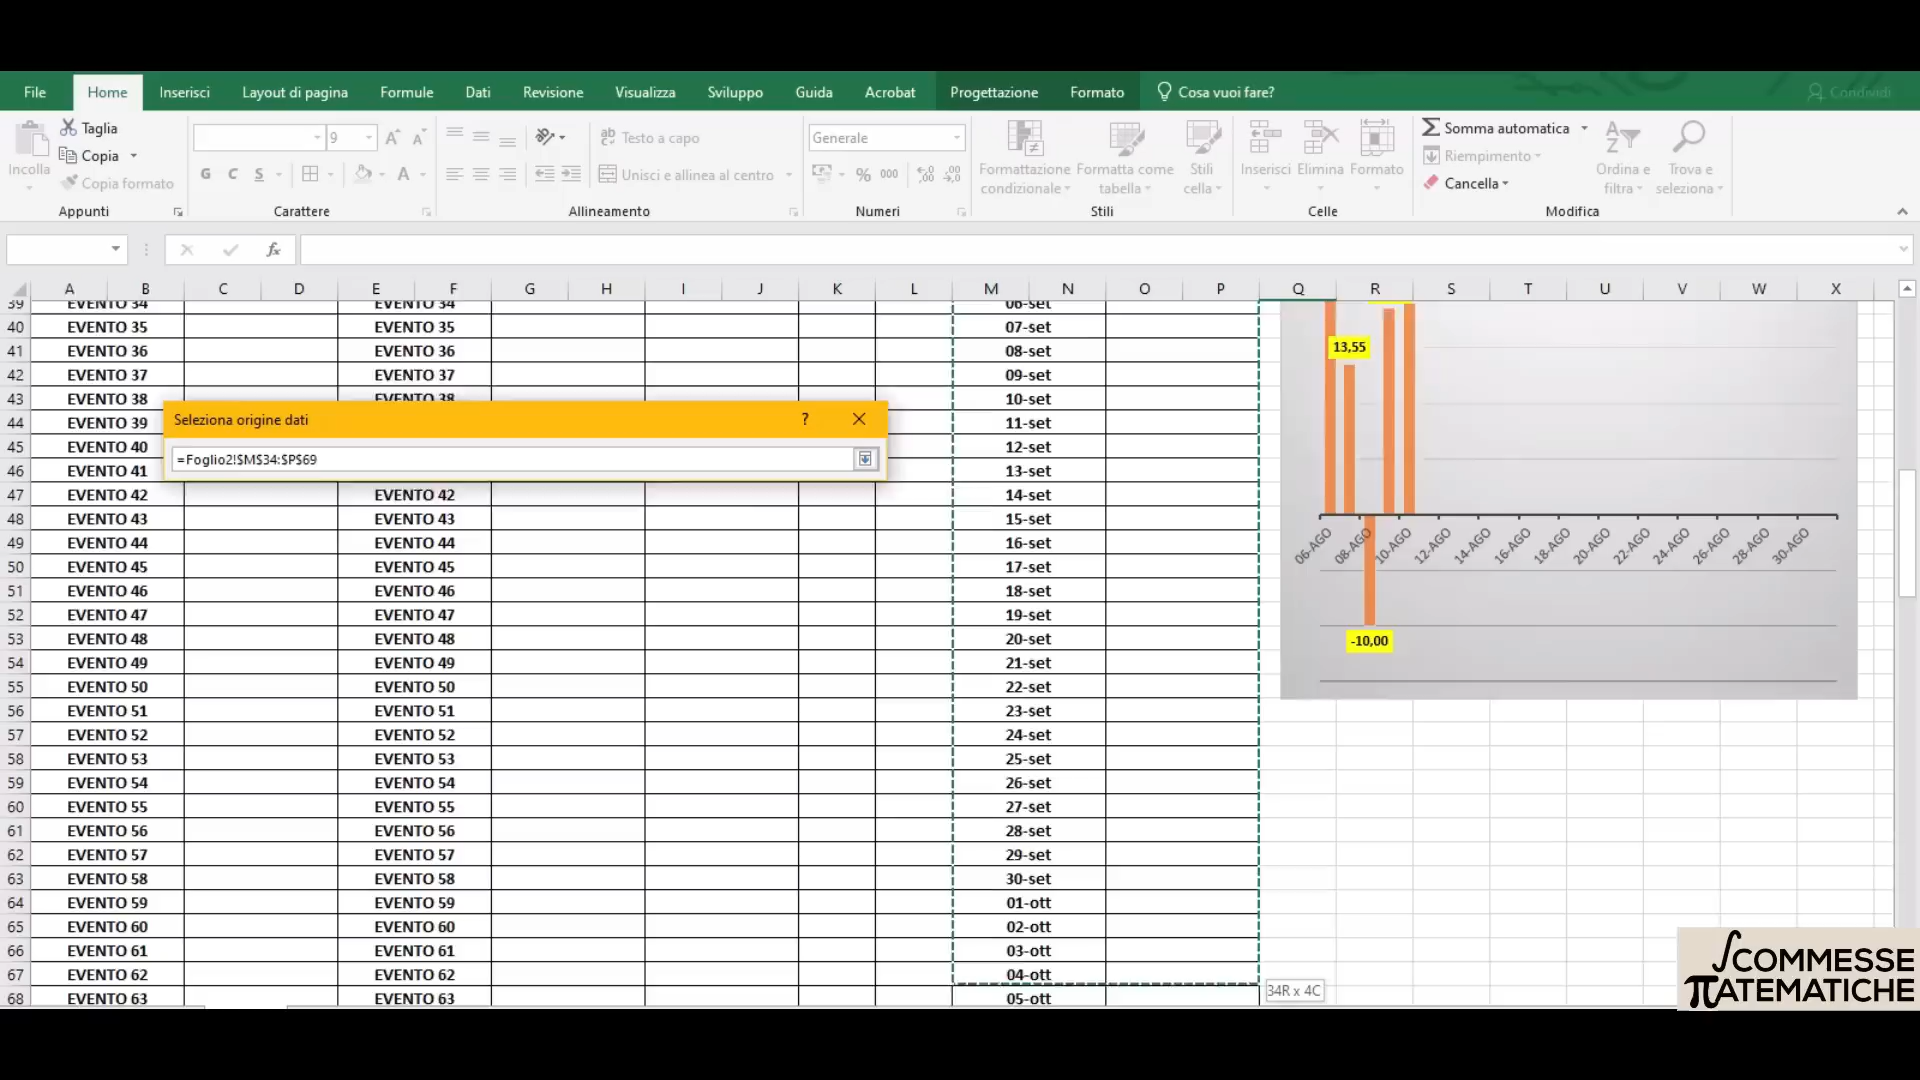 File Home Inserisci Layout di pagina Formule Dati Revisione Visualizza Sviluppo Guida Acrobat Progettazione Formato Cosa vuoi fare? Condividi
Incolla
Taglia
Copia
Copia formato
Appunti
9
G C S A
Carattere
ab Testo a capo
Unisci e allinea al centro
Allineamento
Generale
% 000
Numeri
Formattazione condizionale
Formatta come tabella
Stili cella
Stili
Inserisci Elimina Formato
Celle
Somma automatica
Riempimento
Cancella
Ordina e filtra
Trova e seleziona
Modifica
fx
A B C D E F G H I J K L M N O P Q R S T U V W X
39 EVENTO 34 EVENTO 34 06-set
40 EVENTO 35 EVENTO 35 07-set
41 EVENTO 36 EVENTO 36 08-set
42 EVENTO 37 EVENTO 37 09-set
43 EVENTO 38 EVENTO 38 10-set
44 EVENTO 39 11-set
45 EVENTO 40 12-set
46 EVENTO 41 13-set
47 EVENTO 42 EVENTO 42 14-set
48 EVENTO 43 EVENTO 43 15-set
49 EVENTO 44 EVENTO 44 16-set
50 EVENTO 45 EVENTO 45 17-set
51 EVENTO 46 EVENTO 46 18-set
52 EVENTO 47 EVENTO 47 19-set
53 EVENTO 48 EVENTO 48 20-set
54 EVENTO 49 EVENTO 49 21-set
55 EVENTO 50 EVENTO 50 22-set
56 EVENTO 51 EVENTO 51 23-set
57 EVENTO 52 EVENTO 52 24-set
58 EVENTO 53 EVENTO 53 25-set
59 EVENTO 54 EVENTO 54 26-set
60 EVENTO 55 EVENTO 55 27-set
61 EVENTO 56 EVENTO 56 28-set
62 EVENTO 57 EVENTO 57 29-set
63 EVENTO 58 EVENTO 58 30-set
64 EVENTO 59 EVENTO 59 01-ott
65 EVENTO 60 EVENTO 60 02-ott
66 EVENTO 61 EVENTO 61 03-ott
67 EVENTO 62 EVENTO 62 04-ott
68 EVENTO 63 EVENTO 63 05-ott
Seleziona origine dati ?
=Foglio2!$M$34:$P$69
13,55
06-AGO 08-AGO 10-AGO 12-AGO 14-AGO 16-AGO 18-AGO 20-AGO 22-AGO 24-AGO 26-AGO 28-AGO 30-AGO
-10,00
34R x 4C
∫COMMESSE
πATEMATICHE